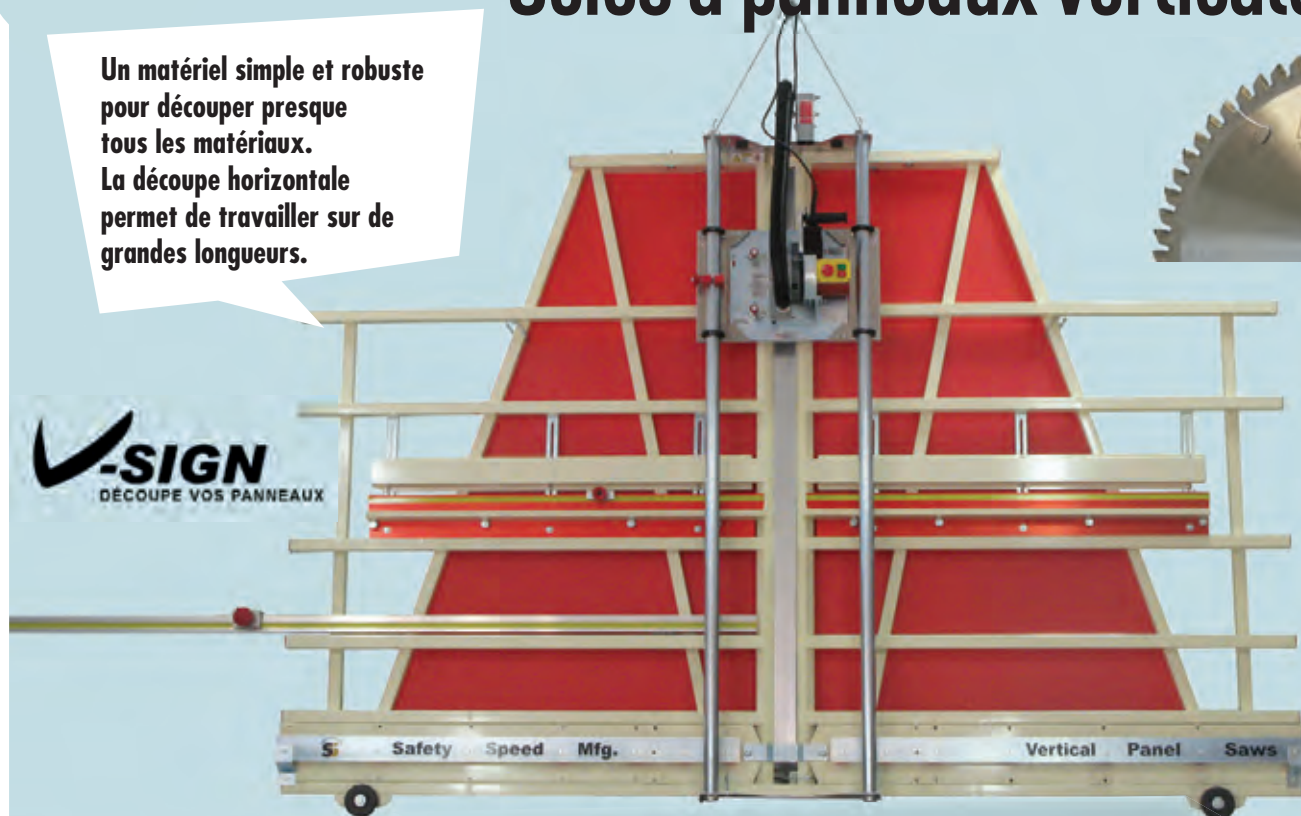 à panneaux
Un matériel simple et robuste
pour découper presque
tous les matériaux.
La découpe horizontale
permet de travailler sur de
grandes longueurs.
V-SIGN
DÉCOUPE VOS PANNEAUX
Safety Speed Mfg.
Vertical Panel Saws